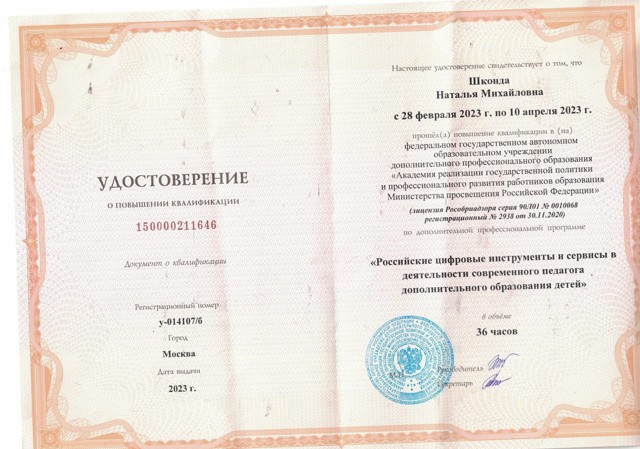 УДОСТОВЕРЕНИЕ
О ПОВЫШЕНИИ КВАЛИФИКАЦИИ
150000211646
Документ о квалификации
Регистрационный номер
у-014107/б
Город
Москва
Дата выдачи
2023 г.
Настоящее удостоверение свидетельствует о том, что
Шконда
Наталья Михайловна
с 28 февраля 2023 г. по 10 апреля 2023 г.
прошёл(а) повышение квалификации в (на)
федеральном государственном автономном
образовательном учреждении
дополнительного профессионального образования
«Академия реализации государственной политики
и профессионального развития работников образования
Министерства просвещения Российской Федерации»
(лицензия Рособрнадзора серия 90Л01 № 0010068
регистрационный № 2938 от 30.11.2020)
по дополнительной профессиональной программе
«Российские цифровые инструменты и сервисы в
деятельности современного педагога
дополнительного образования детей»
в объёме
36 часов
Руководитель
Секретарь